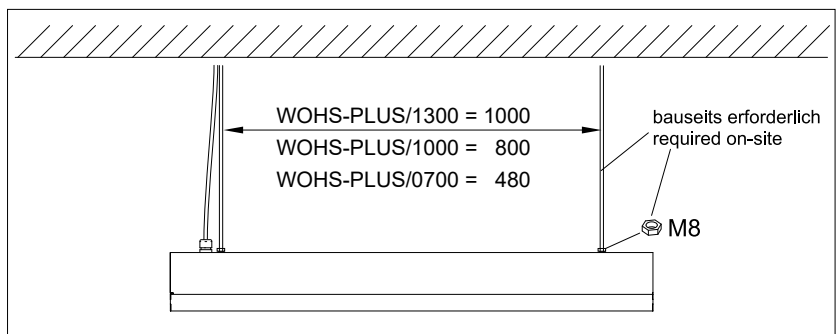 WOHS-PLUS/1300 = 1000
WOHS-PLUS/1000 = 800
WOHS-PLUS/0700 = 480
bauseits erforderlich
required on-site
M8